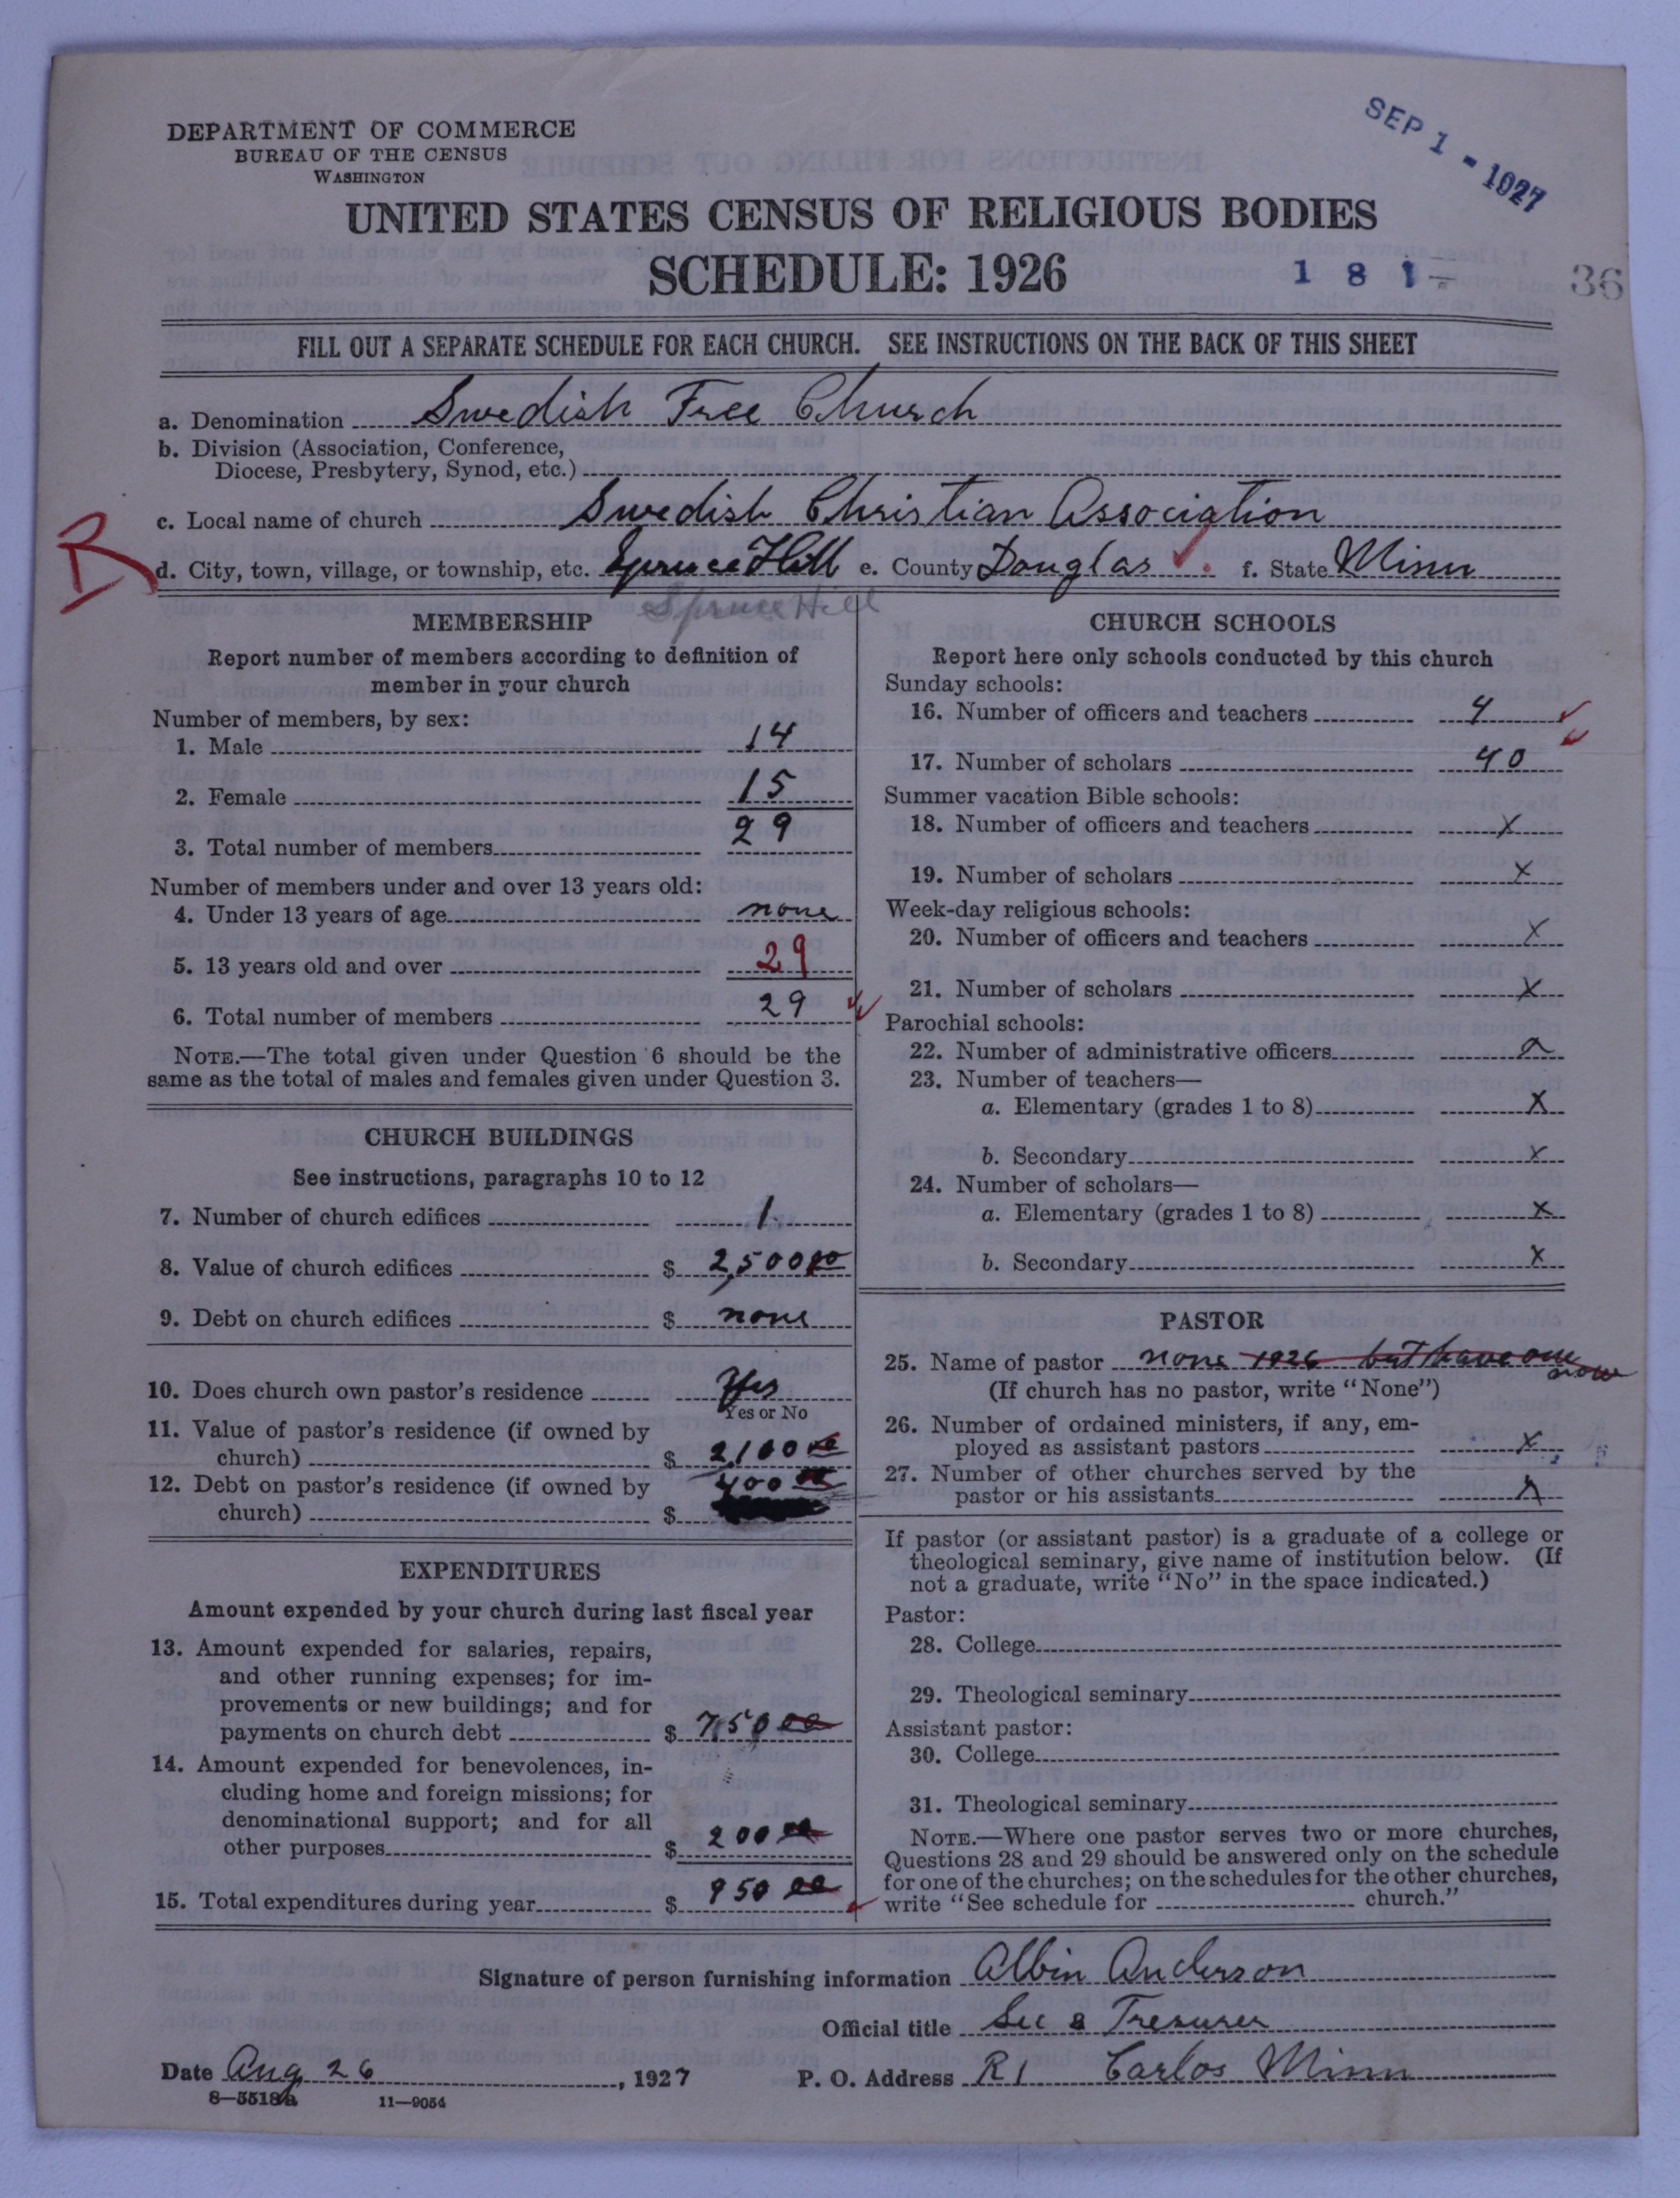 DEPARTMENT OF COMMERCE
BUREAU OF THE CENSUS
WASHINGTON
SEP 1 - 1927
UNITED STATES CENSUS OF RELIGIOUS BODIES
SCHEDULE: 1926
1 8 1 -
36
FILL OUT A SEPARATE SCHEDULE FOR EACH CHURCH. SEE INSTRUCTIONS ON THE BACK OF THIS SHEET
a. Denomination Swedish Free Church
b. Division (Association, Conference,
Diocese, Presbytery, Synod, etc.)
c. Local name of church Swedish Christian Association
R
d. City, town, village, or township, etc. Spruce Hill e. County Douglas f. State Minn
Spruce Hill
MEMBERSHIP
Report number of members according to definition of
member in your church
Number of members, by sex:
1. Male 14
2. Female 15
3. Total number of members 29
Number of members under and over 13 years old:
4. Under 13 years of age none
5. 13 years old and over 29
6. Total number of members 29
NOTE.—The total given under Question 6 should be the
same as the total of males and females given under Question 3.
CHURCH BUILDINGS
See instructions, paragraphs 10 to 12
7. Number of church edifices 1
8. Value of church edifices $ 2,500 00
9. Debt on church edifices $ none
10. Does church own pastor's residence Yes
Yes or No
11. Value of pastor's residence (if owned by
church) $ 2,100 00
12. Debt on pastor's residence (if owned by
church) $ 400 00
EXPENDITURES
Amount expended by your church during last fiscal year
13. Amount expended for salaries, repairs,
and other running expenses; for im-
provements or new buildings; and for
payments on church debt $ 750 00
14. Amount expended for benevolences, in-
cluding home and foreign missions; for
denominational support; and for all
other purposes $ 200 00
15. Total expenditures during year $ 950 00
CHURCH SCHOOLS
Report here only schools conducted by this church
Sunday schools:
16. Number of officers and teachers 4
17. Number of scholars 40
Summer vacation Bible schools:
18. Number of officers and teachers x
19. Number of scholars x
Week-day religious schools:
20. Number of officers and teachers x
21. Number of scholars x
Parochial schools:
22. Number of administrative officers
23. Number of teachers—
a. Elementary (grades 1 to 8) x
b. Secondary x
24. Number of scholars—
a. Elementary (grades 1 to 8) x
b. Secondary x
PASTOR
25. Name of pastor none 1926 but have one now
(If church has no pastor, write "None")
26. Number of ordained ministers, if any, em-
ployed as assistant pastors x
27. Number of other churches served by the
pastor or his assistants x
If pastor (or assistant pastor) is a graduate of a college or
theological seminary, give name of institution below. (If
not a graduate, write "No" in the space indicated.)
Pastor:
28. College
29. Theological seminary
Assistant pastor:
30. College
31. Theological seminary
NOTE.—Where one pastor serves two or more churches,
Questions 28 and 29 should be answered only on the schedule
for one of the churches; on the schedules for the other churches,
write "See schedule for church."
Signature of person furnishing information Albin Anderson
Official title Sec & Tresurer
Date Aug 26, 1927 P. O. Address R 1 Carlos Minn
8—5518a 11—9054